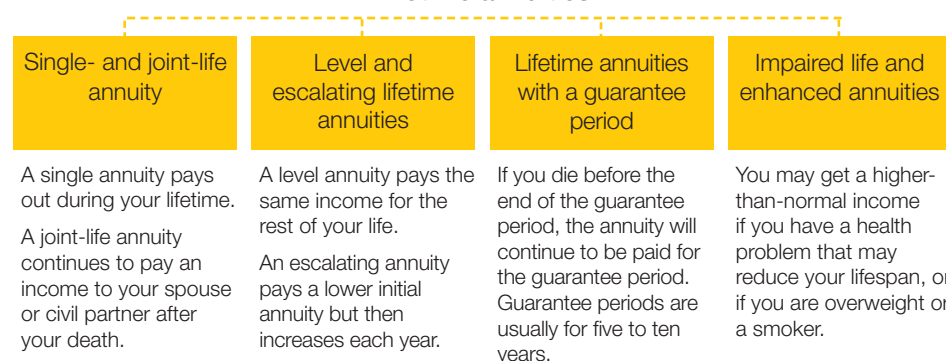 Single- and joint-life
annuity
Level and
escalating lifetime
annuities
Lifetime annuities
with a guarantee
period
Impaired life and
enhanced annuities
A single annuity pays
out during your lifetime.
A joint-life annuity
continues to pay an
income to your spouse
or civil partner after
your death.
A level annuity pays the
same income for the
rest of your life.
An escalating annuity
pays a lower initial
annuity but then
increases each year.
If you die before the
end of the guarantee
period, the annuity will
continue to be paid for
the guarantee period.
Guarantee periods are
usually for five to ten
years.
You may get a higher-
than-normal income
if you have a health
problem that may
reduce your lifespan, or
if you are overweight or
a smoker.